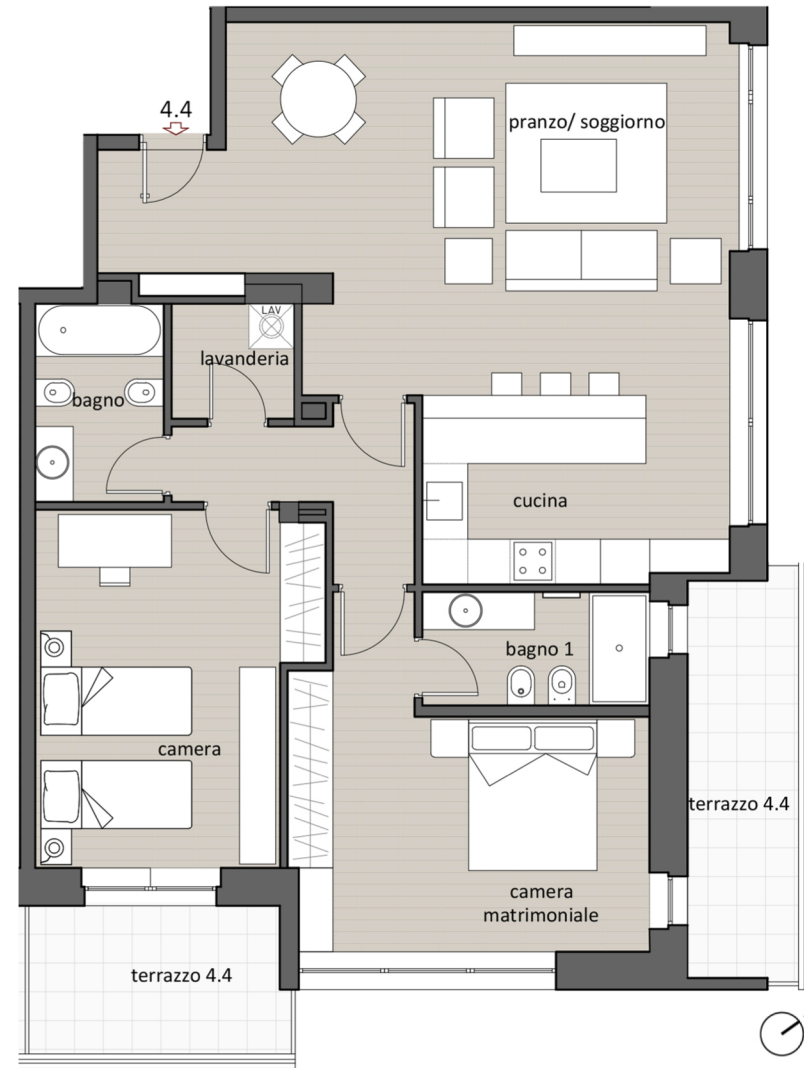 4.4
pranzo/ soggiorno
LAV
lavanderia
bagno
cucina
bagno 1
camera
terrazzo 4.4
camera
matrimoniale
terrazzo 4.4